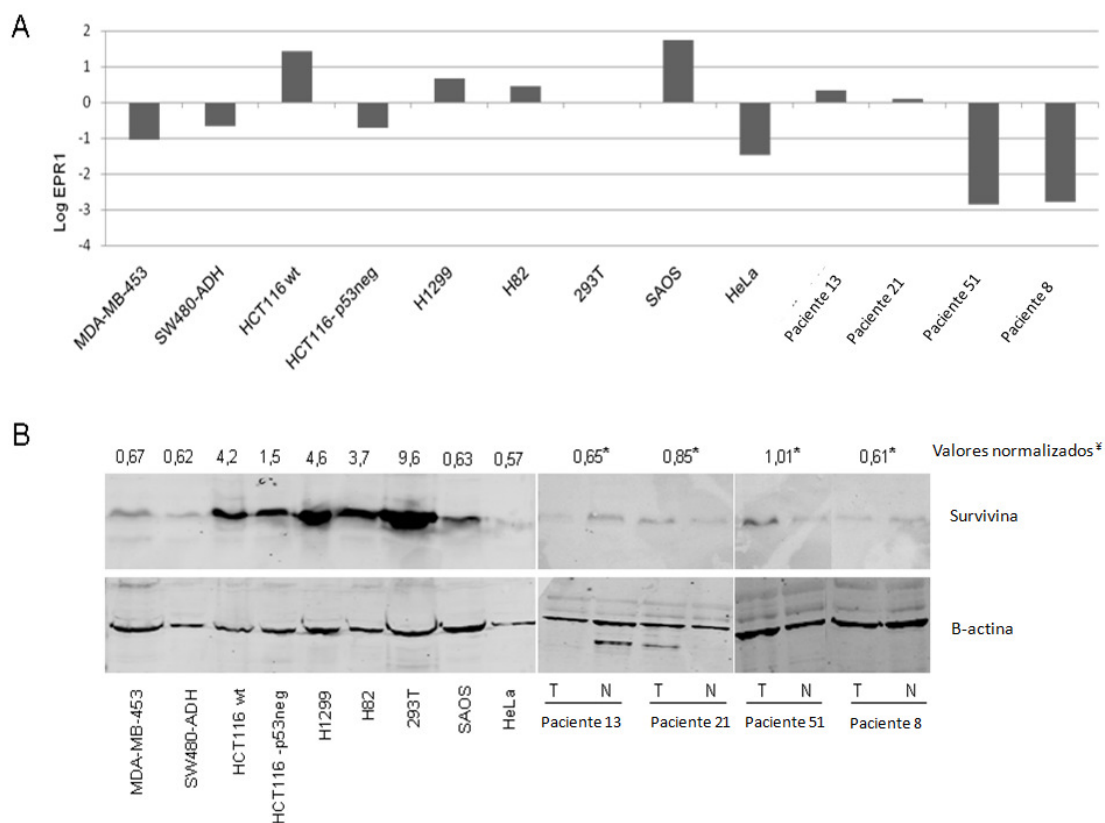 A
2
1
0
-1
-2
-3
-4
Log EPR1
MDA-MB-453
SW480-ADH
HCT116 wt
HCT116- p53neg
H1299
H82
293T
SAOS
HeLa
Paciente 13
Paciente 21
Paciente 51
Paciente 8
B
0,67 0,62 4,2 1,5 4,6 3,7 9,6 0,63 0,57 0,65* 0,85* 1,01* 0,61* Valores normalizados¥
Survivina
B-actina
T N T N T N T N
Paciente 13 Paciente 21 Paciente 51 Paciente 8
MDA-MB-453
SW480-ADH
HCT116 wt
HCT116 -p53neg
H1299
H82
293T
SAOS
HeLa